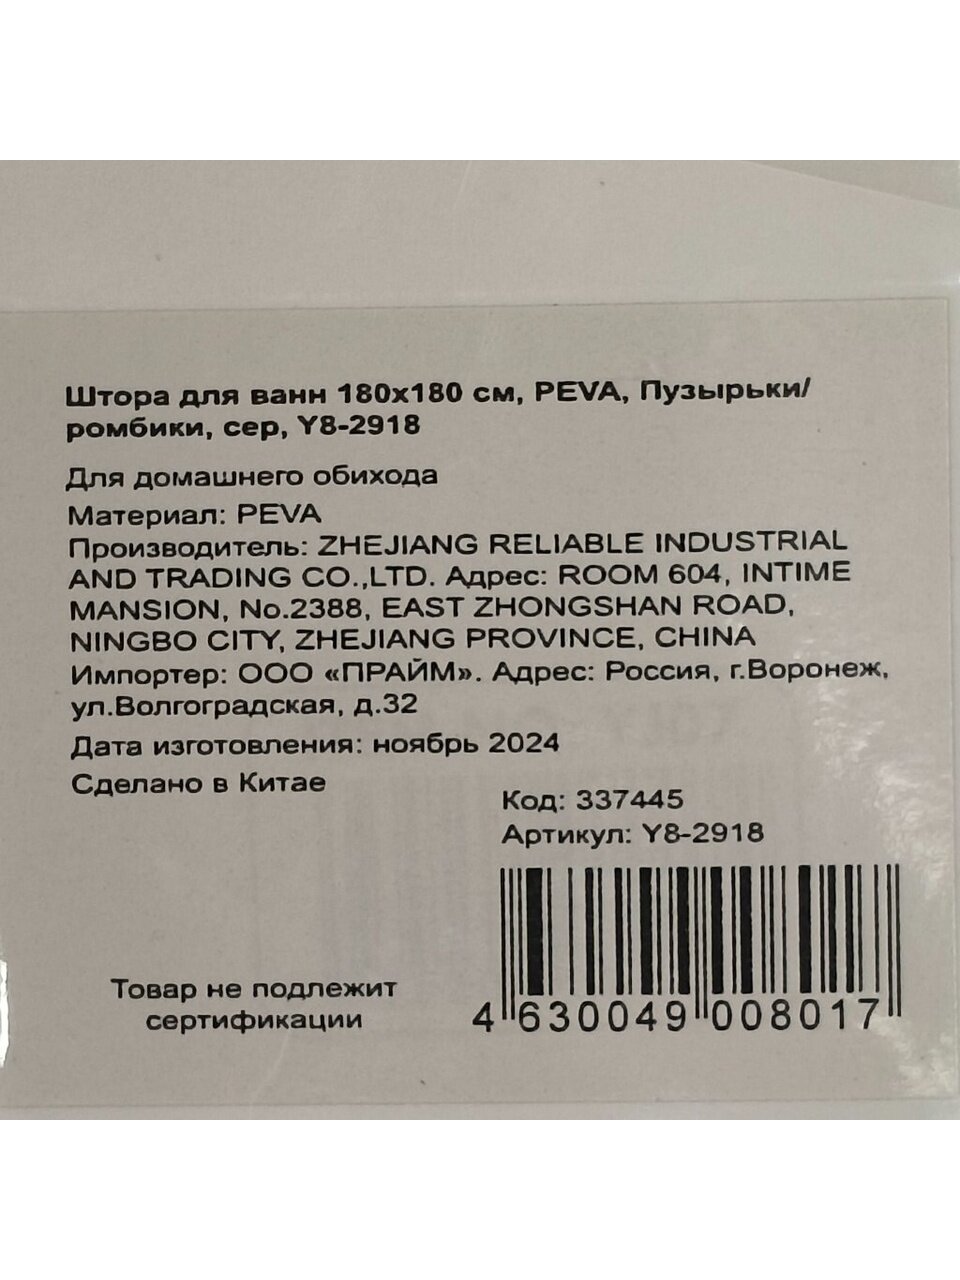 Штора для ванн 180x180 см, PEVA, Пузырьки/
ромбики, сер, Y8-2918
Для домашнего обихода
Материал: PEVA
Производитель: ZHEJIANG RELIABLE INDUSTRIAL
AND TRADING CO.,LTD. Адрес: ROOM 604, INTIME
MANSION, No.2388, EAST ZHONGSHAN ROAD,
NINGBO CITY, ZHEJIANG PROVINCE, CHINA
Импортер: ООО «ПРАЙМ». Адрес: Россия, г.Воронеж,
ул.Волгоградская, д.32
Дата изготовления: ноябрь 2024
Сделано в Китае
Код: 337445
Артикул: Y8-2918
Товар не подлежит
сертификации
4 630049 008017